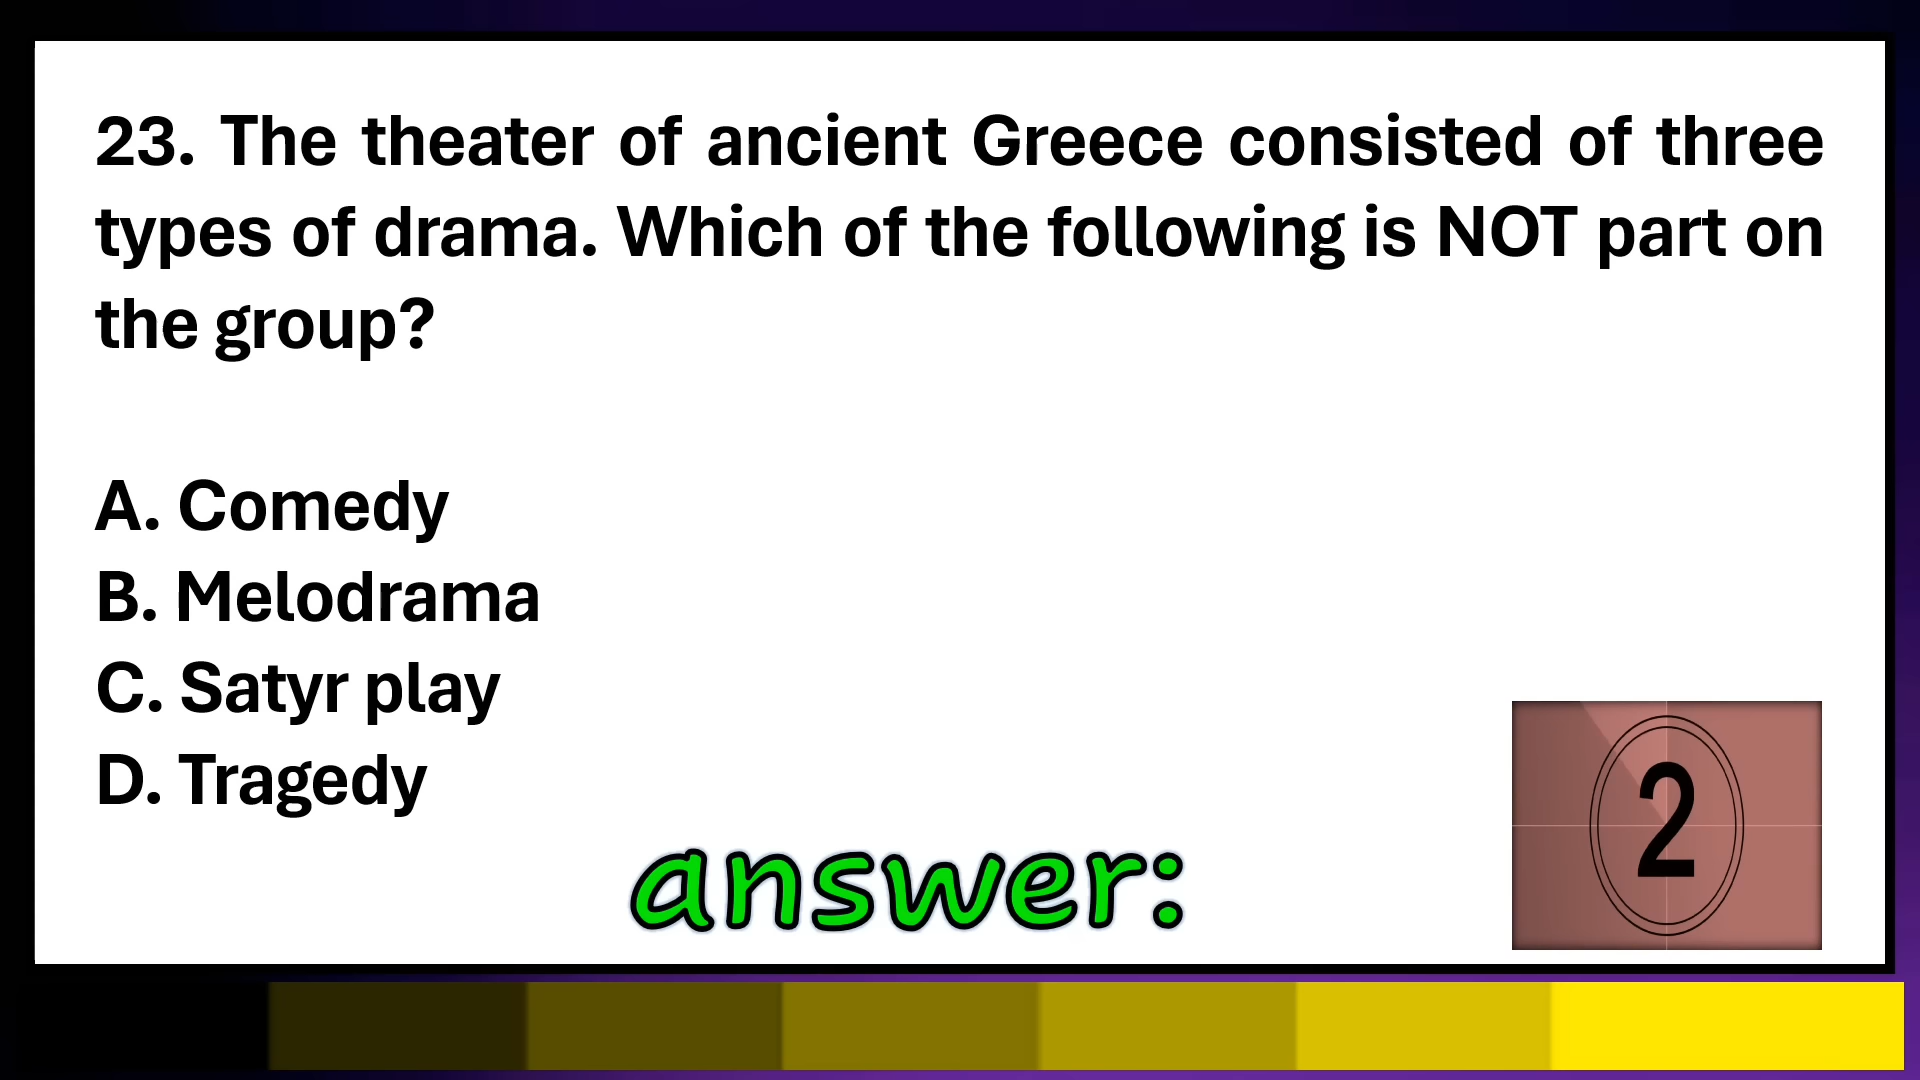 23. The theater of ancient Greece consisted of three
types of drama. Which of the following is NOT part on
the group?
A. Comedy
B. Melodrama
C. Satyr play
D. Tragedy
answer:
2